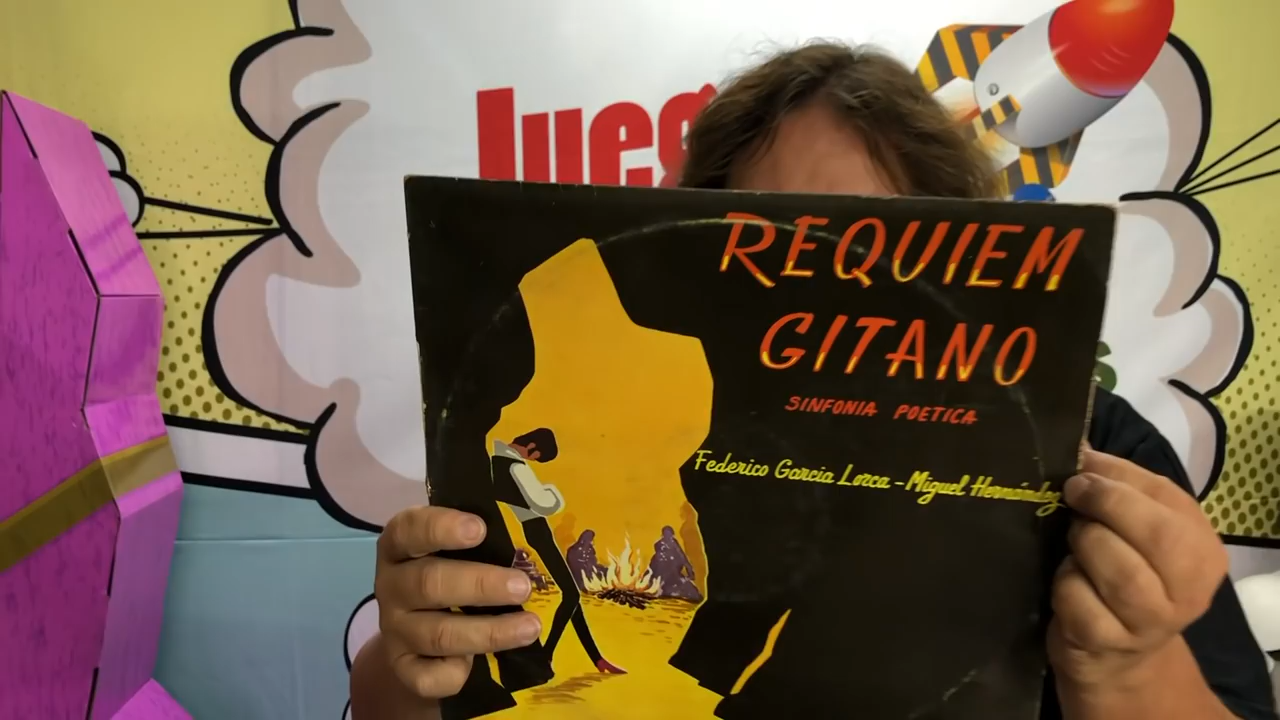 REQUIEM
GITANO
SINFONIA POETICA
Federico Garcia Lorca - Miguel Hernández